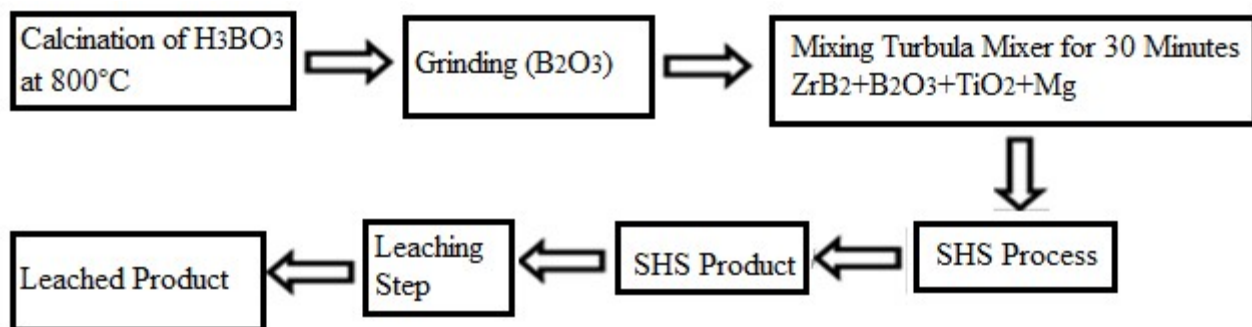 Calcination of H3BO3
at 800°C
Grinding (B2O3)
Mixing Turbula Mixer for 30 Minutes
ZrB2+B2O3+TiO2+Mg
SHS Process
SHS Product
Leaching
Step
Leached Product